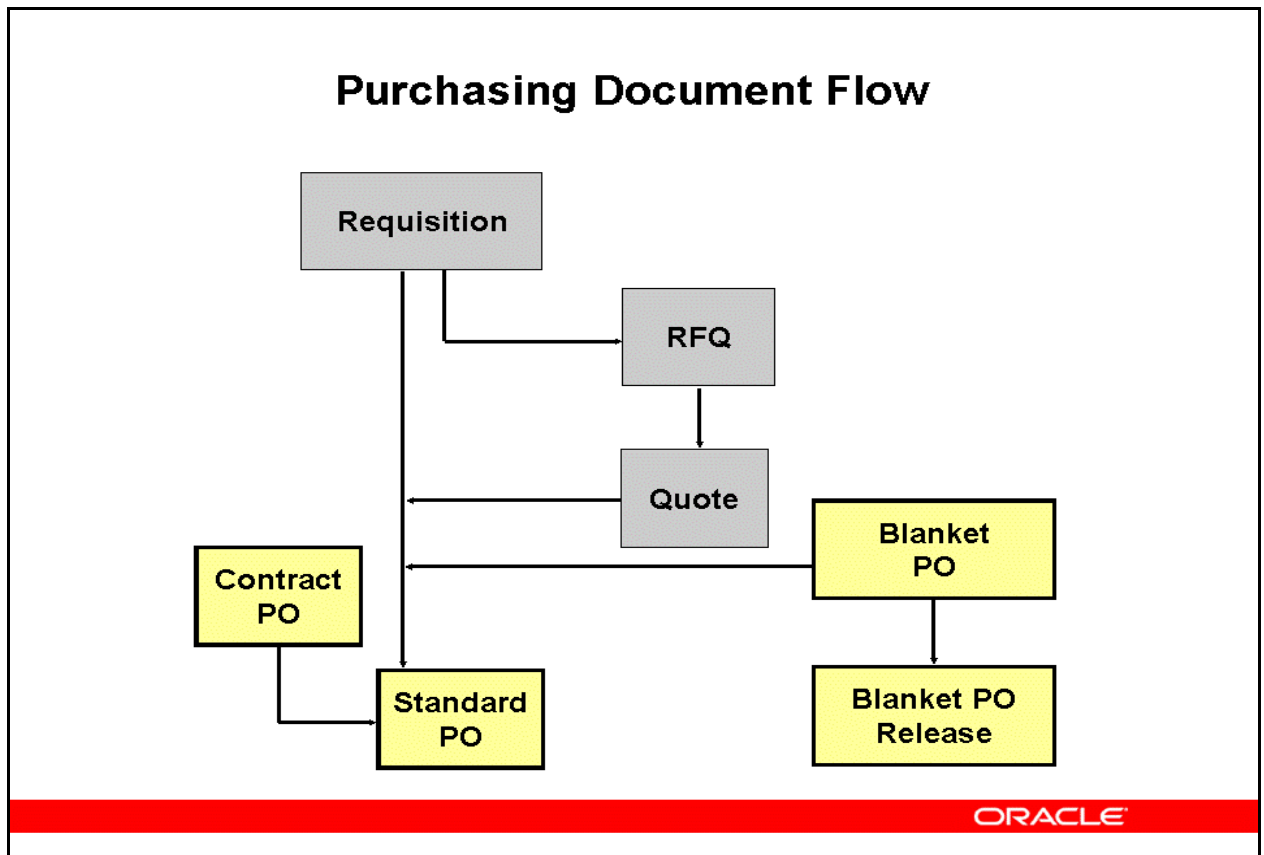 Purchasing Document Flow
Requisition
RFQ
Quote
Blanket
PO
Contract
PO
Standard
PO
Blanket PO
Release
ORACLE